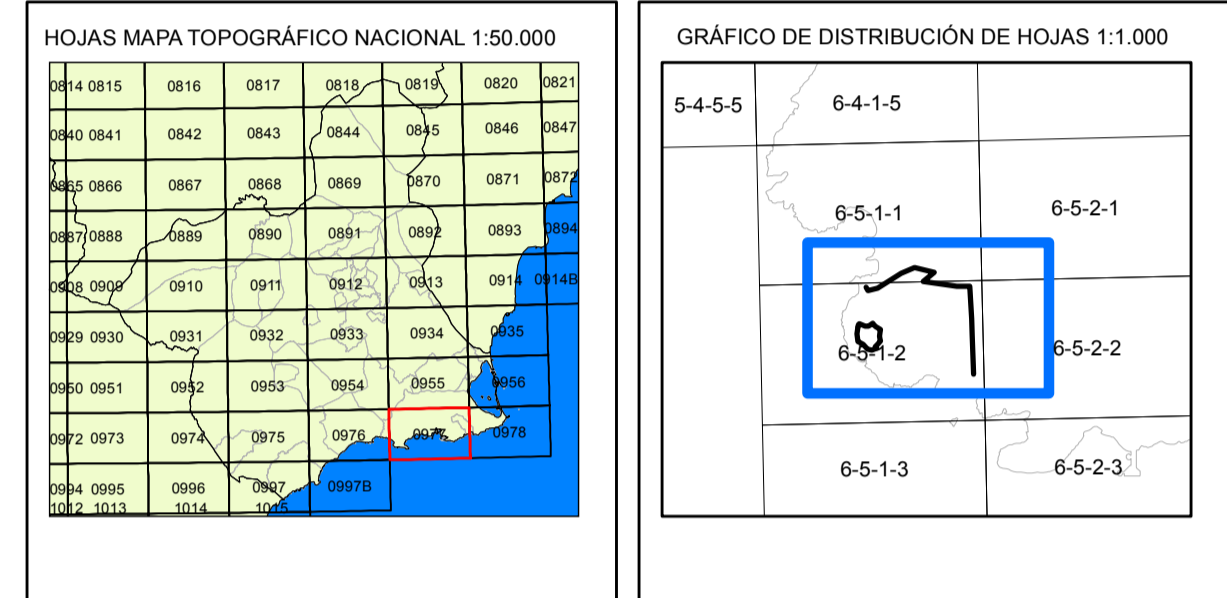 HOJAS MAPA TOPOGRÁFICO NACIONAL 1:50.000
0814 0815 0816 0817 0818 0819 0820 0821
0840 0841 0842 0843 0844 0845 0846 0847
0865 0866 0867 0868 0869 0870 0871 0872
0887 0888 0889 0890 0891 0892 0893 0894
0908 0909 0910 0911 0912 0913 0914 0914B
0929 0930 0931 0932 0933 0934 0935
0950 0951 0952 0953 0954 0955 0956
0972 0973 0974 0975 0976 0977 0978
0994 0995 0996 0997 0997B
1012 1013 1014 1015
GRÁFICO DE DISTRIBUCIÓN DE HOJAS 1:1.000
5-4-5-5 6-4-1-5
6-5-1-1 6-5-2-1
6-5-1-2 6-5-2-2
6-5-1-3 6-5-2-3